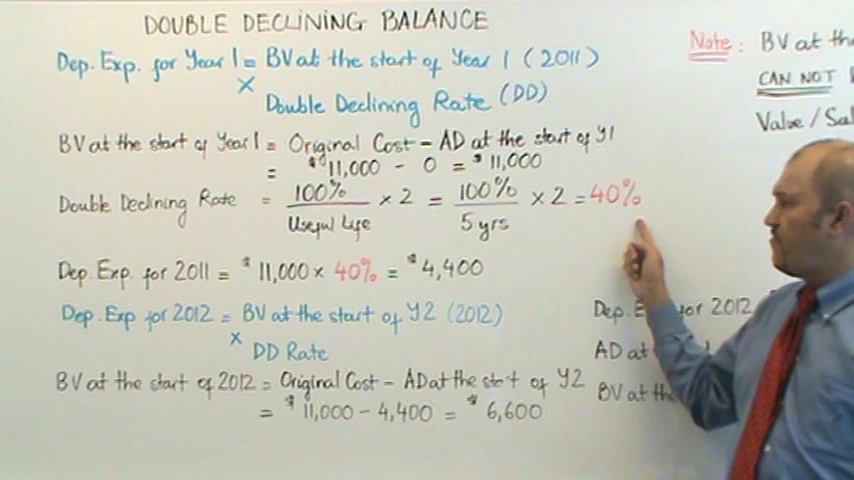 DOUBLE DECLINING BALANCE
Dep. Exp. for Year 1 = BV at the start of Year 1 (2011)
×
Double Declining Rate (DD)
BV at the start of Year 1 = Original Cost - AD at the start of Y1
= $11,000 - 0 = $11,000
Double Declining Rate = 100% × 2 = 100% × 2 = 40%
Useful Life 5 yrs
Dep. Exp. for 2011 = $11,000 × 40% = $4,400
Dep. Exp for 2012 = BV at the start of Y2 (2012)
×
DD Rate
BV at the start of 2012 = Original Cost - AD at the start of Y2
= $11,000 - 4,400 = $6,600
Note: BV at
CAN NOT
Value/
Dep. for 2012
AD at
BV at